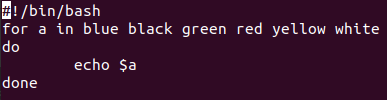 #!/bin/bash
for a in blue black green red yellow white
do
        echo $a
done